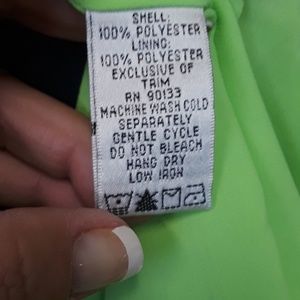 SHELL:
100% POLYESTER
LINING:
100% POLYESTER
EXCLUSIVE OF
TRIM
RN 90133
MACHINE WASH COLD
SEPARATELY
GENTLE CYCLE
DO NOT BLEACH
HANG DRY
LOW IRON